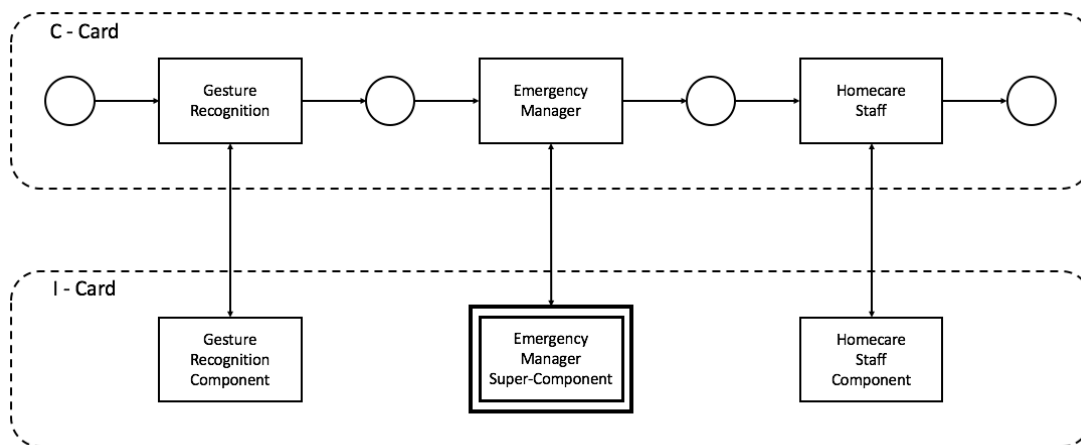 C - Card
Gesture
Recognition
Emergency
Manager
Homecare
Staff
I - Card
Gesture
Recognition
Component
Emergency
Manager
Super-Component
Homecare
Staff
Component